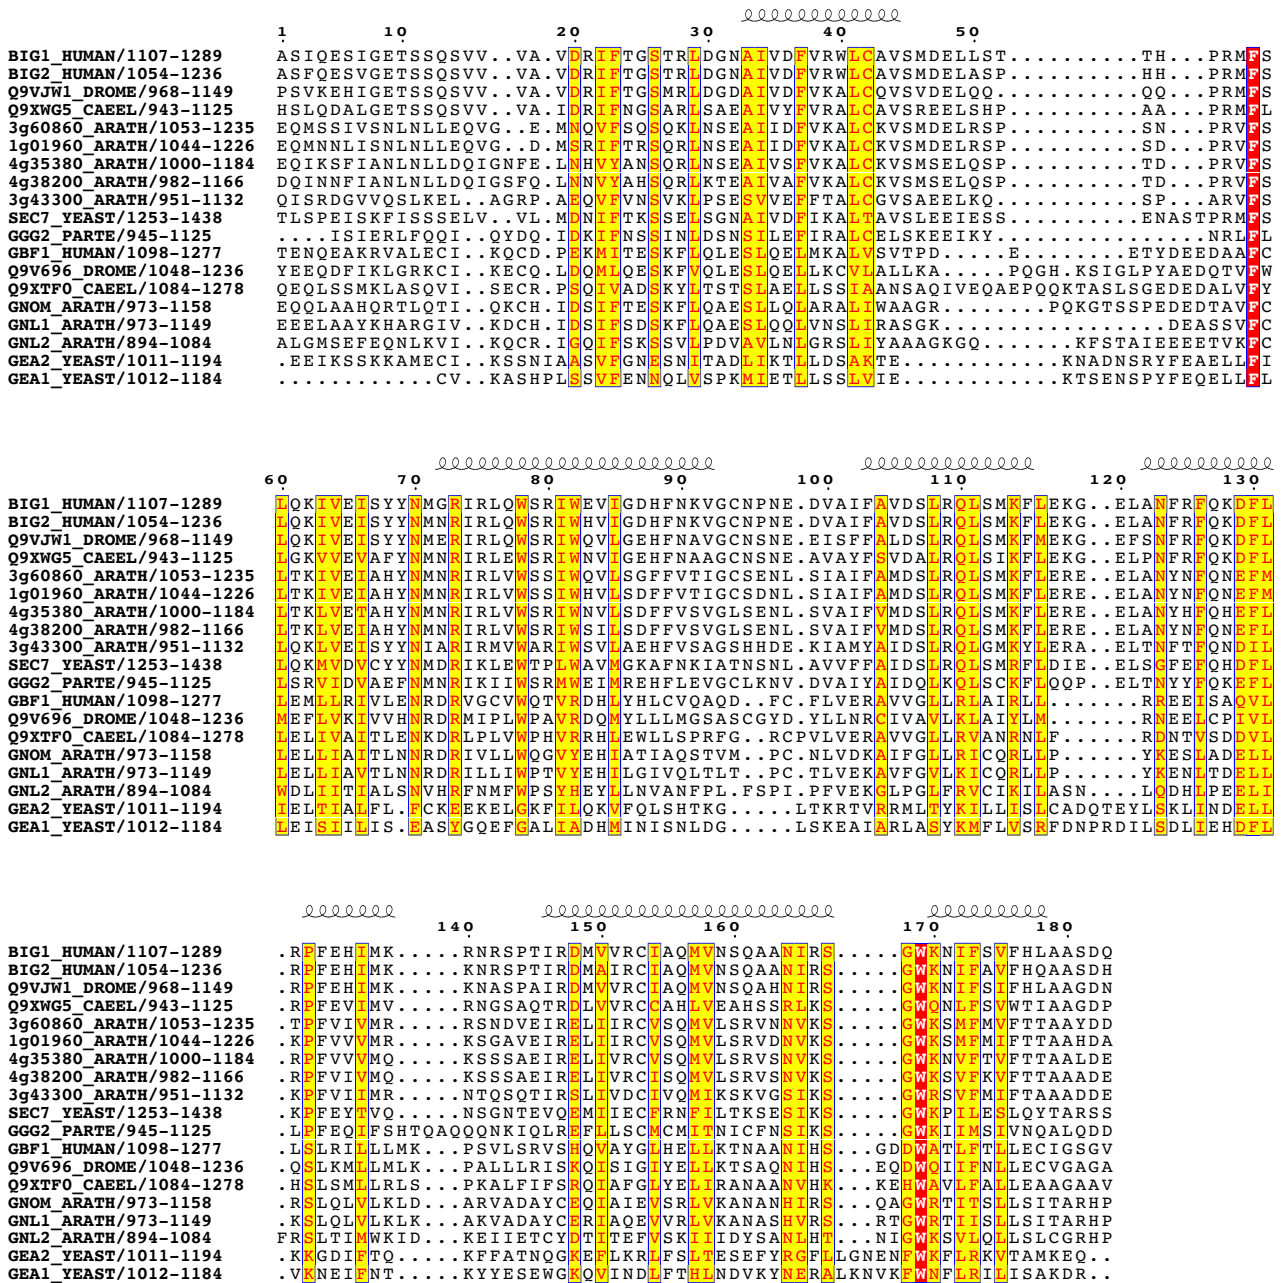 1 10 20 30 40 50
BIG1_HUMAN/1107-1289 ASIQESIGETSSQSVV..VA.VDRIFTGSTRLDGNAIVDFVRWLCAVSMDELLST..........TH...PRMFS
BIG2_HUMAN/1054-1236 ASFQESIGETSSQSVV..VA.VDRIFTGSTRLDGNAIVDFVRWLCAVSMDELASP..........HH...PRMFS
Q9VJW1_DROME/968-1149 PSVKEHIGETSSQSVV..VA.VDRIFTGSMRLDGDAIVDFVKALCQVSVDELQQ...........QQ...PRMFS
Q9XWG5_CAEEL/943-1125 HSLQDALGETSSQSVV..VA.IDRIFNGSARLSAEAIVYFVRALCAVSREELSHP..........AA...PRMFL
3g60860_ARATH/1053-1235 EQMSSIVSNLNLLEQVG..E.MNQVFSQSQKLNSEAIIDFVKALCKVSMDELRSP..........SN...PRVFS
1g01960_ARATH/1044-1226 EQMNNLISNLNLLEQVG..D.MSRIFTRSQRLNSEAIIDFVKALCKVSMDELRSP..........SD...PRVFS
4g35380_ARATH/1000-1184 EQIKSFIANLNLLDQIGNFE.LNHVYANSQRLNSEAIVSFVKALCKVSMSELQSP..........TD...PRVFS
4g38200_ARATH/982-1166 DQINNFIANLNLLDQIGSFQ.LNNVYAHSQRLKTEAIVAFVKALCKVSMSELQSP..........TD...PRVFS
3g43300_ARATH/951-1132 QISRDGVVQSLKEL..AGRP.AEQVFVNSVKLPSESVVEFFTALCGVSAEELKQ...........SP...ARVFS
SEC7_YEAST/1253-1438 TLSPEISKFISSSELV..VL.MDNIFTKSSELSGNAIVDFIKALTAVSLEEIESS..........ENASTPRMFS
GGG2_PARTE/945-1125 ....ISIERLFQQI..QYDQ.IDKIFNSSINLDSNSILEFIRALCELSKEEIKY...............NRLFL
GBF1_HUMAN/1098-1277 TENQEAKRVALECI..KQCD.PEKMITESKFLQLESLQELMKALVSVTPD.....E........ETYDEEDAAFC
Q9V696_DROME/1048-1236 YEEQDFIKLGRKCI..KECQ.LDQMLQESKFVQLESLQELLKCVLALLKA.....PQGH.KSIGLPYAEDQTVFW
Q9XTF0_CAEEL/1084-1278 QEQLSSMKLASQVI..SECR.PSQIVADSKYLTSTSLAELLSSIAANSAQIVEQAEPQQKTASLSGEDEDALVFY
GNOM_ARATH/973-1158 EQQLAAHQRTLQTI..QKCH.IDSIFTESKFLQAESLLQLARALIWAAGR........PQKGTSSPEDEDTAVFC
GNL1_ARATH/973-1149 EEELAAYKHARGIV..KDCH.IDSIFSDSKFLQAESLQQLVNSLIRASGK.................DEASSVFC
GNL2_ARATH/894-1084 ALGMSEFEQNLKVI..KQCR.IGQIFSKSSVLPDVAVLNLGRSLIYAAAGKGQ.......KFSTAIEEEETVKFC
GEA2_YEAST/1011-1194 .EEIKSSKKAMECI..KSSNIAASVFGNESNITADLIKTLLDSAKTE............KNADNSRYFEAELLFI
GEA1_YEAST/1012-1184 ............CV..KASHPLSSVFENNQLVSPKMIETLLSSLVIE............KTSENSPYFEQELLFL
60 70 80 90 100 110 120 130
BIG1_HUMAN/1107-1289 LQKIVEISYYNMGRIRLQWSRIWEVIGDHFNKVGCNPNE.DVAIFAVDSLRQLSMKFLEKG..ELANFRFQKDFL
BIG2_HUMAN/1054-1236 LQKIVEISYYNMNRIRLQWSRIWHVIGDHFNKVGCNPNE.DVAIFAVDSLRQLSMKFLEKG..ELANFRFQKDFL
Q9VJW1_DROME/968-1149 LQKIVEISYYNMERIRLQWSRIWQVLGEHFNAVGCNSNE.EISFFALDSLRQLSMKFMEKG..EFSNFRFQKDFL
Q9XWG5_CAEEL/943-1125 LGKVVEVAFYNMNRIRLEWSRIWNVIGEHFNAAGCNSNE.AVAYFSVDALRQLSIKFLEKG..ELPNFRFQKDFL
3g60860_ARATH/1053-1235 LTKIVEIAHYNMNRIRLVWSSIWQVLSGFFVTIGCSENL.SIAIFAMDSLRQLSMKFLERE..ELANYNFQNEFM
1g01960_ARATH/1044-1226 LTKIVEIAHYNMNRIRLVWSSIWHVLSDFFVTIGCSDNL.SIAIFAMDSLRQLSMKFLERE..ELANYNFQNEFM
4g35380_ARATH/1000-1184 LTKLVETAHYNMNRIRLVWSRIWNVLSDFFVSVGLSENL.SVAIFVMDSLRQLSMKFLERE..ELANYHFQHEFL
4g38200_ARATH/982-1166 LTKLVEIAHYNMNRIRLVWSRIWSILSDFFVSVGLSENL.SVAIFVMDSLRQLSMKFLERE..ELANYNFQNEFL
3g43300_ARATH/951-1132 LQKLVEISYYNIARIRMVWARIWSVLAEHFVSAGSHHDE.KIAMYAIDSLRQLGMKYLERA..ELTNFTFQNDIL
SEC7_YEAST/1253-1438 LQKMVDVCYYNMDRIKLEWTPLWAVMGKAFNKIATNSNL.AVVFFAIDSLRQLSMRFLDIE..ELSGFEFQHDFL
GGG2_PARTE/945-1125 LSRVIDVAEFNMNRIKIIWSRMWEIMREHFLEVGCLKNV.DVAIYAIDQLKQLSCKFLQQP..ELTNYYFQKEFL
GBF1_HUMAN/1098-1277 LEMLLRIVLENRDRVGCVWQTVRDHLYHLCVQAQD..FC.FLVERAVVGLLRLAIRLL.......RREEISAQVL
Q9V696_DROME/1048-1236 MEFLVKIVVHNRDRMIPLWPAVRDQMYLLLMGSASCGYD.YLLNRCIVAVLKLAIYLM.......RNEELCPIVL
Q9XTF0_CAEEL/1084-1278 LELIVAITLENKDRLPLVWPHVRRHLEWLLSPRFG..RCPVLVERAVVGLLRVANRNLF......RDNTVSDDVL
GNOM_ARATH/973-1158 LELLIAITLNNRDRIVLLWQGVYEHIATIAQSTVM..PC.NLVDKAIFGLLRICQRLLP......YKESLADELL
GNL1_ARATH/973-1149 LELLIAVTLNNRDRILLIWPTVYEHILGIVQLTLT..PC.TLVEKAVFGVLKICQRLLP......YKENLTDELL
GNL2_ARATH/894-1084 WDLIITIALSNVHRFNMFWPSYHEYLLNVANFPL.FSPI.PFVEKGLPGLFRVCIKILASN....LQDHLPEELI
GEA2_YEAST/1011-1194 IELTIALFL.FCKEEKELGKFILQKVFQLSHTKG.....LTKRTVRRMLTYKILLISLCADQTEYLSKLINDELL
GEA1_YEAST/1012-1184 LEISIILIS.EASYGQEFGALIADHMINISNLDG.....LSKEAIARLASYKMFLVSRFDNPRDILSDLIEHDFL
140 150 160 170 180
BIG1_HUMAN/1107-1289 .RPFEHIMK.....RNRSPTIRDMVVRCIAQMVNSQAANIRS.....GWKNIFSVFHLAASDQ
BIG2_HUMAN/1054-1236 .RPFEHIMK.....RNRSPTIRDMAIRCIAQMVNSQAANIRS.....GWKNIFAVFHQAASDH
Q9VJW1_DROME/968-1149 .RPFEHIMK.....KNASPAIRDMVVRCIAQMVNSQAHNIRS.....GWKNIFSIFHLAAGDN
Q9XWG5_CAEEL/943-1125 .RPFEHIMV.....RNGSAQTRDLVVRCCAHLVEAHSSRLKS.....GWQNLFSVWTIAAGDP
3g60860_ARATH/1053-1235 .TPFVIVMR.....RSNDVEIRELIIRCVSQMVLSRVNNVKS.....GWKSMFMVFTTAAYDD
1g01960_ARATH/1044-1226 .KPFVVVMR.....KSGAVEIRELIIRCVSQMVLSRVDNVKS.....GWKSMFMIFTTAAHDA
4g35380_ARATH/1000-1184 .RPFVVVMQ.....KSSSAEIRELIVRCVSQMVLSRVSNVKS.....GWKNVFTVFTTAALDE
4g38200_ARATH/982-1166 .RPFVIVMQ.....KSSSAEIRELIVRCISQMVLSRVSNVKS.....GWKSVFKVFTTAAADE
3g43300_ARATH/951-1132 .KPFVIIMR.....NTQSQTIRSLIVDCIVQMIKSKVGSIKS.....GWRSVFMIFTAAADDE
SEC7_YEAST/1253-1438 .KPFEYTVQ.....NSGNTEVQEMIIECFRNFILTKSESIKS.....GWKPILESLQYTARSS
GGG2_PARTE/945-1125 .LPFEQIFSHTQAQQQNKIQLREFLLSCMCMITNICFNSIKS.....GWKIIMSIVNQALQDD
GBF1_HUMAN/1098-1277 .LSLRILLLMK...PSVLSRVSHQVAYGLHELLKTNAANIHS...GDDWATLFTLLECIGSGV
Q9V696_DROME/1048-1236 .QSLKMLLMLK...PALLLRISKQISIGIYELLKTSAQNIHS...EQDWQIIFNLLECVGAGA
Q9XTF0_CAEEL/1084-1278 .HSLSMLLRLS...PKALFIFSRQIAFGLYELIRANAANVHK...KEHWAVLFALLEAAGAAV
GNOM_ARATH/973-1158 .RSLQLVLKLD...ARVADAYCEQIAIEVSRLVKANANHIRS...QAGWRTITSLLSITARHP
GNL1_ARATH/973-1149 .KSLQLVLKLK...AKVADAYCERIAQEVVRLVKANASHVRS...RTGWRTIISLLSITARHP
GNL2_ARATH/894-1084 FRSLTIMWKID...KEIIETCYDTITEFVSKIIIDYSANLHT...NIGWKSVLQLLSLCGRHP
GEA2_YEAST/1011-1194 .KKGDIFTQ.....KFFATNQGKEFLKRLFSLTESEFYRGFLLGNENFWKFLRKVTAMKEQ..
GEA1_YEAST/1012-1184 .VKNEIFNT.....KYYESEWGKQVINDLFTHLNDVKYNERALKNVKFWNFLRILISAKDR..